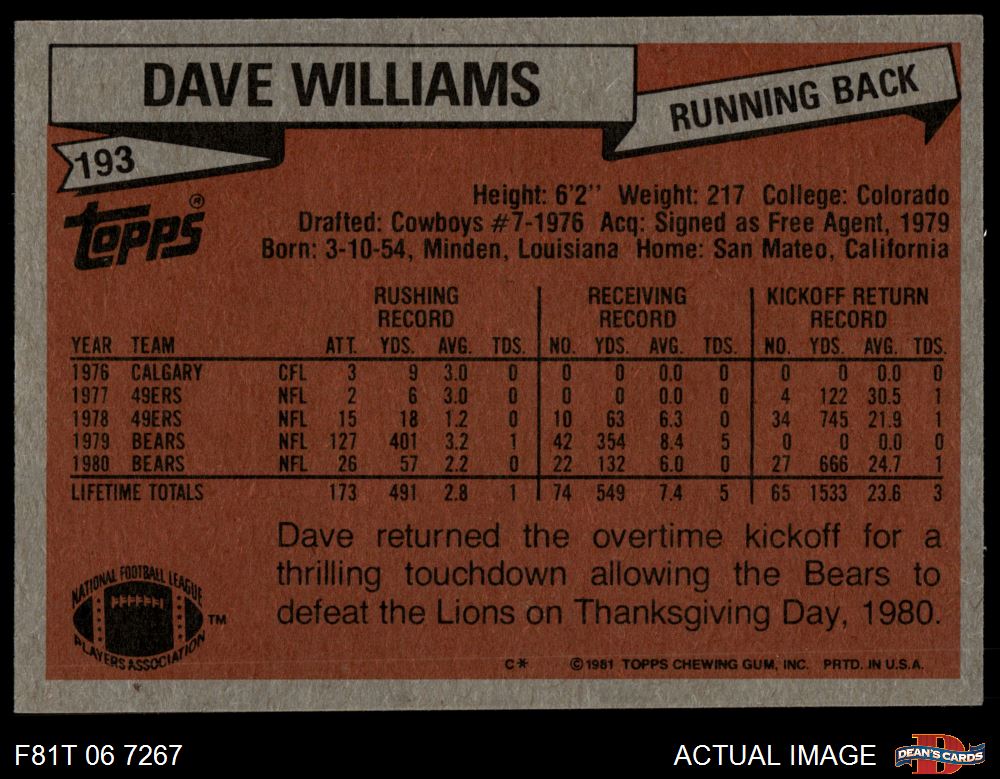 DAVE WILLIAMS
RUNNING BACK
193
Topps®
Height: 6'2'' Weight: 217 College: Colorado
Drafted: Cowboys #7-1976 Acq: Signed as Free Agent, 1979
Born: 3-10-54, Minden, Louisiana Home: San Mateo, California
RUSHING RECORD RECEIVING RECORD KICKOFF RETURN RECORD
YEAR TEAM ATT. YDS. AVG. TDS. NO. YDS. AVG. TDS. NO. YDS. AVG. TDS.
1976 CALGARY CFL 3 9 3.0 0 0 0 0.0 0 0 0 0.0 0
1977 49ERS NFL 2 6 3.0 0 0 0 0.0 0 4 122 30.5 1
1978 49ERS NFL 15 18 1.2 0 10 63 6.3 0 34 745 21.9 1
1979 BEARS NFL 127 401 3.2 1 42 354 8.4 5 0 0 0.0 0
1980 BEARS NFL 26 57 2.2 0 22 132 6.0 0 27 666 24.7 1
LIFETIME TOTALS 173 491 2.8 1 74 549 7.4 5 65 1533 23.6 3
Dave returned the overtime kickoff for a
thrilling touchdown allowing the Bears to
defeat the Lions on Thanksgiving Day, 1980.
NATIONAL FOOTBALL LEAGUE
PLAYERS ASSOCIATION
™
C* ©1981 TOPPS CHEWING GUM, INC. PRTD. IN U.S.A.
F81T 06 7267
ACTUAL IMAGE
D
DEAN'S CARDS